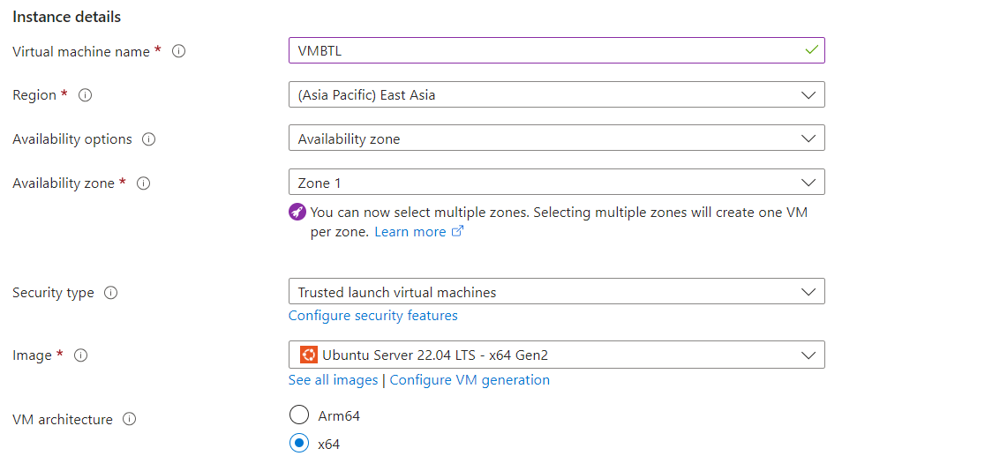 Instance details
Virtual machine name *
VMBTL
Region *
(Asia Pacific) East Asia
Availability options
Availability zone
Availability zone *
Zone 1
You can now select multiple zones. Selecting multiple zones will create one VM
per zone. Learn more
Security type
Trusted launch virtual machines
Configure security features
Image *
Ubuntu Server 22.04 LTS - x64 Gen2
See all images | Configure VM generation
VM architecture
Arm64
x64